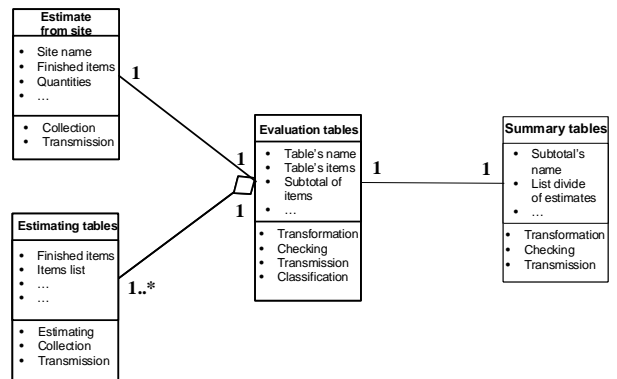 Estimate
from site
• Site name
• Finished items
• Quantities
• …
• Collection
• Transmission
1
1
Evaluation tables
• Table's name
• Table's items
• Subtotal of
items
• …
• Transformation
• Checking
• Transmission
• Classification
1
1
Summary tables
• Subtotal's
name
• List divide
of estimates
• …
• Transformation
• Checking
• Transmission
1
1..*
Estimating tables
• Finished items
• Items list
• …
• …
• Estimating
• Collection
• Transmission